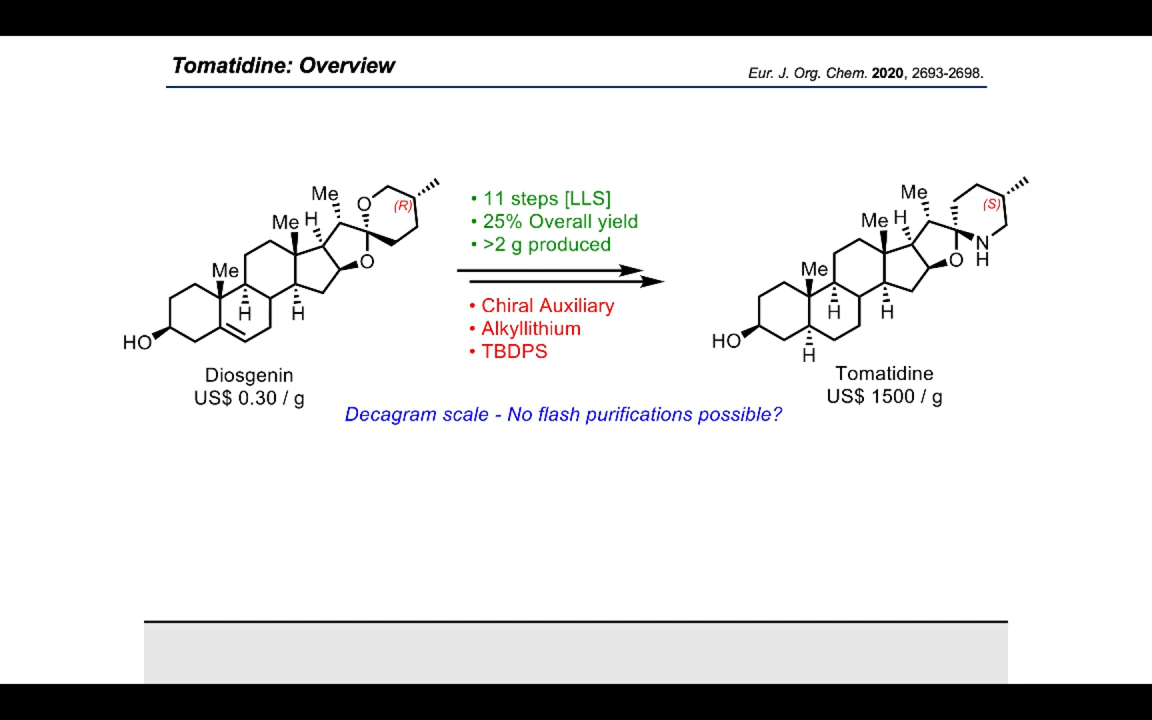 Tomatidine: Overview
Eur. J. Org. Chem. 2020, 2693-2698.
Me
O
(R)
Me
H
O
Me
H
H
HO
Diosgenin
US$ 0.30 / g
• 11 steps [LLS]
• 25% Overall yield
• >2 g produced
• Chiral Auxiliary
• Alkyllithium
• TBDPS
Me
(S)
Me
H
N
H
O
Me
H
H
HO
H
Tomatidine
US$ 1500 / g
Decagram scale - No flash purifications possible?